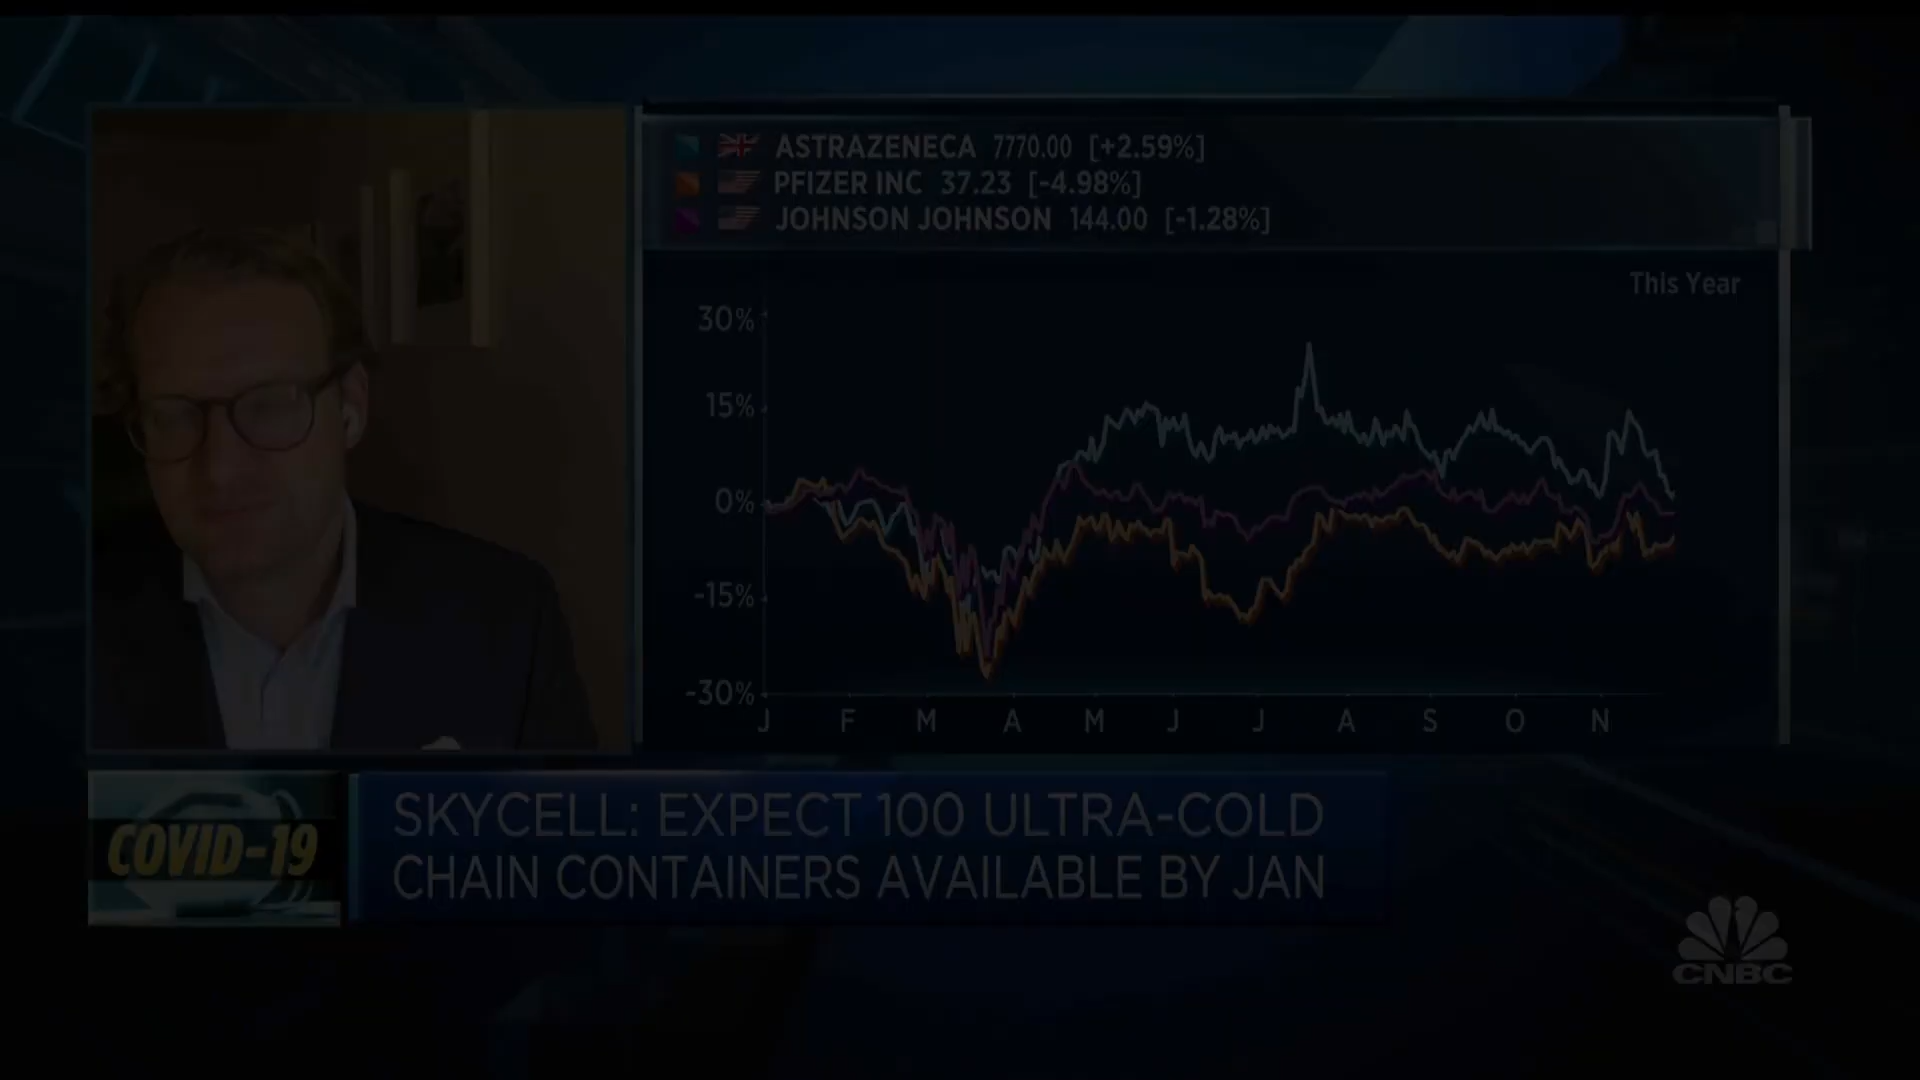 ASTRAZENECA 7770.00 [+2.59%]
PFIZER INC 37.23 [-4.98%]
JOHNSON JOHNSON 144.00 [-1.28%]
This Year
30%
15%
0%
-15%
-30%
J F M A M J J A S O N
COVID-19
SKYCELL: EXPECT 100 ULTRA-COLD
CHAIN CONTAINERS AVAILABLE BY JAN
CNBC